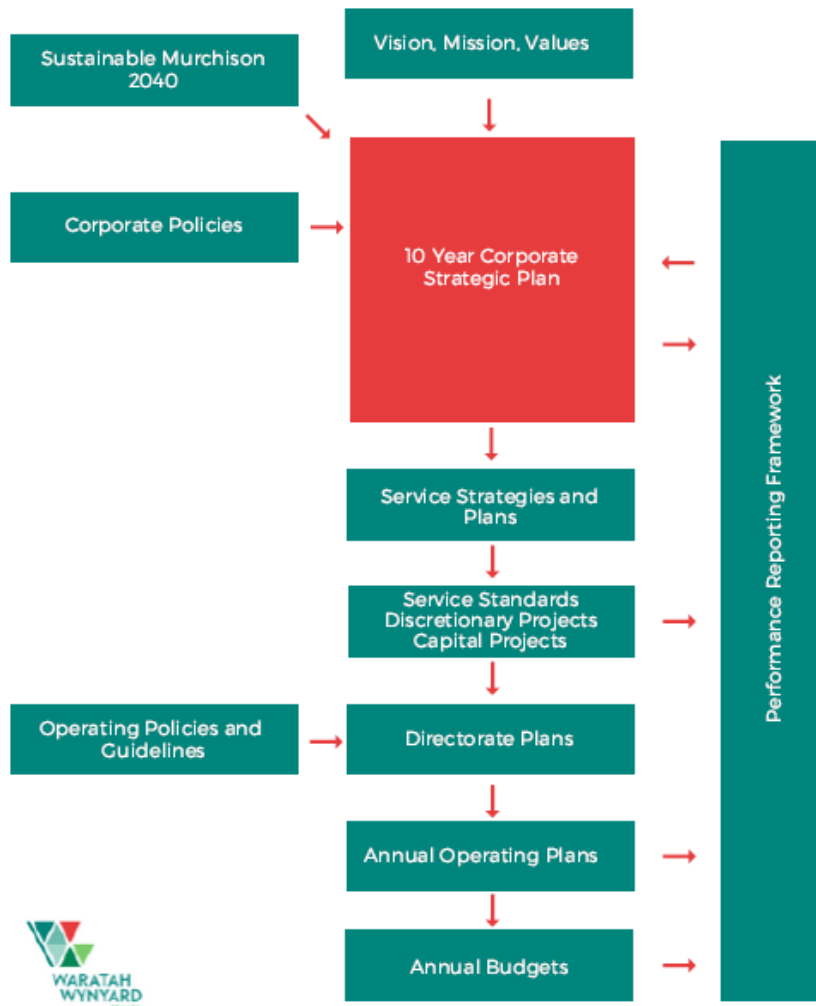 Vision, Mission, Values
Sustainable Murchison
2040
Corporate Policies
10 Year Corporate
Strategic Plan
Service Strategies and
Plans
Service Standards
Discretionary Projects
Capital Projects
Operating Policies and
Guidelines
Directorate Plans
Annual Operating Plans
Annual Budgets
Performance Reporting Framework
WARATAH
WYNYARD